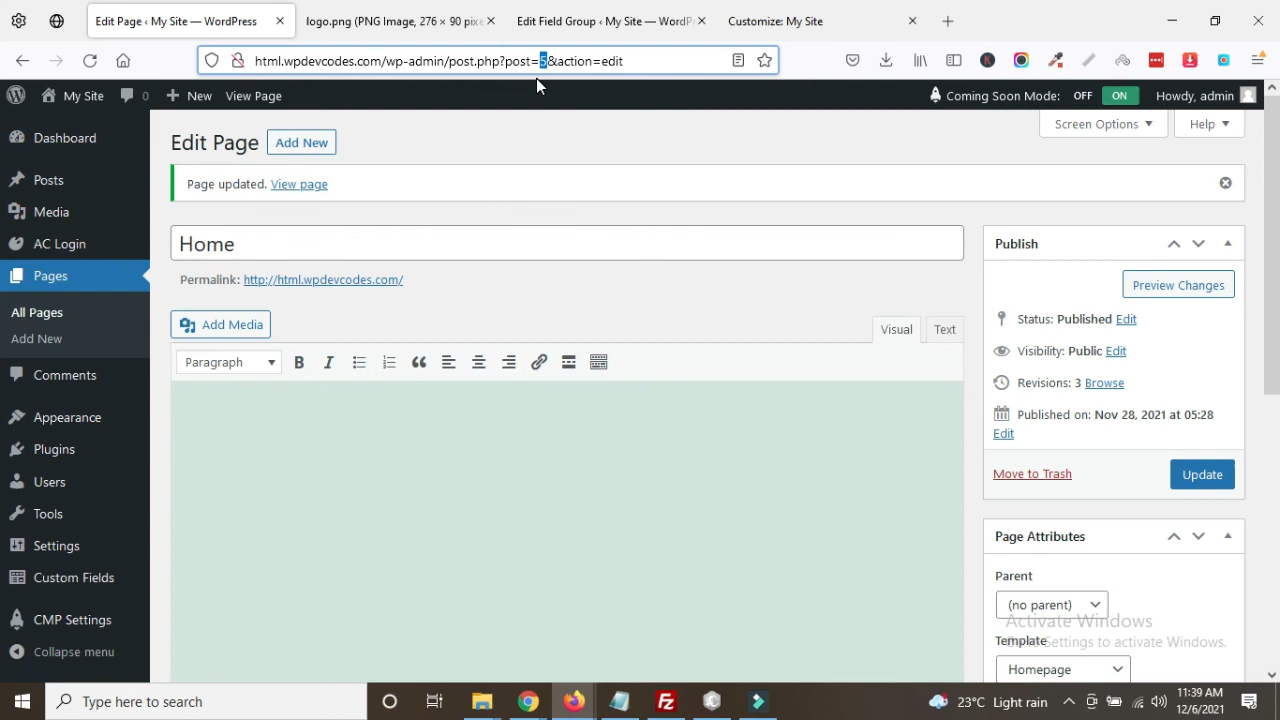 Edit Page ‹ My Site — WordPress
logo.png (PNG Image, 276 × 90 pixe
Edit Field Group ‹ My Site — WordPr
Customize: My Site
html.wpdevcodes.com/wp-admin/post.php?post=5&action=edit
My Site
0
New
View Page
Coming Soon Mode:
OFF
ON
Howdy, admin
Dashboard
Posts
Media
AC Login
Pages
All Pages
Add New
Comments
Appearance
Plugins
Users
Tools
Settings
Custom Fields
CMP Settings
Collapse menu
Screen Options
Help
Edit Page
Add New
Page updated. View page
Home
Permalink: http://html.wpdevcodes.com/
Add Media
Visual
Text
Paragraph
B
I
Publish
Preview Changes
Status: Published Edit
Visibility: Public Edit
Revisions: 3 Browse
Published on: Nov 28, 2021 at 05:28
Edit
Move to Trash
Update
Page Attributes
Parent
(no parent)
Activate Windows
Template
Go to Settings to activate Windows.
Homepage
Type here to search
23°C Light rain
11:39 AM
12/6/2021